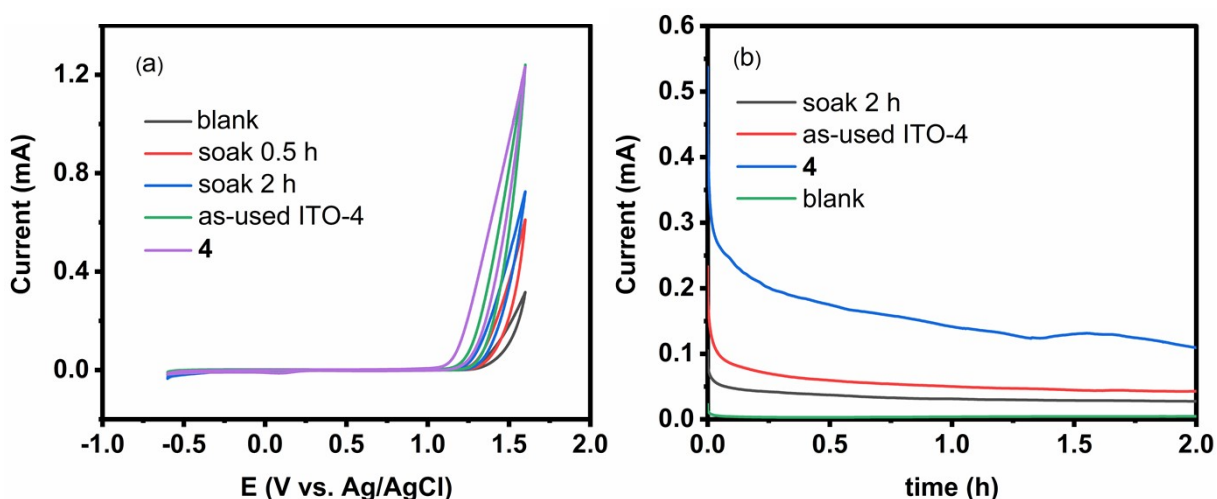 (a)
blank
soak 0.5 h
soak 2 h
as-used ITO-4
4
Current (mA)
1.2
0.8
0.4
0.0
-1.0 -0.5 0.0 0.5 1.0 1.5 2.0
E (V vs. Ag/AgCl)
(b)
soak 2 h
as-used ITO-4
4
blank
Current (mA)
0.6
0.5
0.4
0.3
0.2
0.1
0.0
0.0 0.5 1.0 1.5 2.0
time (h)